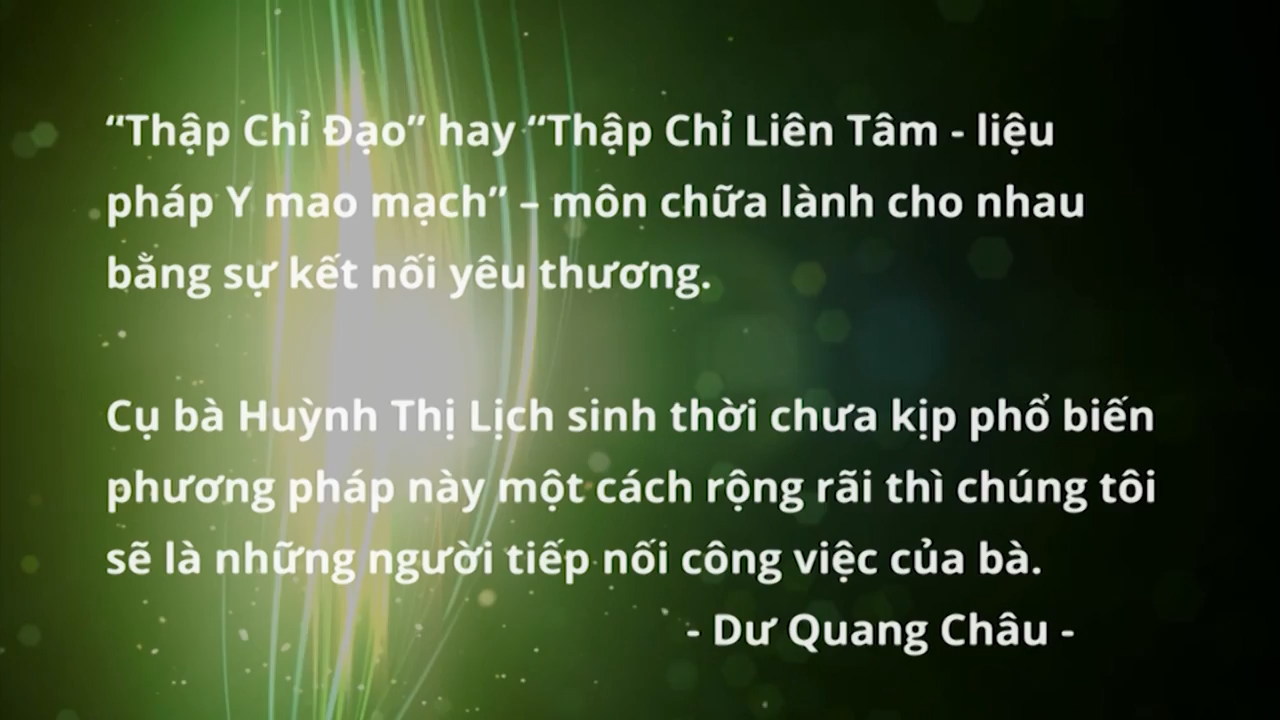 “Thập Chỉ Đạo” hay “Thập Chỉ Liên Tâm - liệu
pháp Y mao mạch” – môn chữa lành cho nhau
bằng sự kết nối yêu thương.
Cụ bà Huỳnh Thị Lịch sinh thời chưa kịp phổ biến
phương pháp này một cách rộng rãi thì chúng tôi
sẽ là những người tiếp nối công việc của bà.
- Dư Quang Châu -